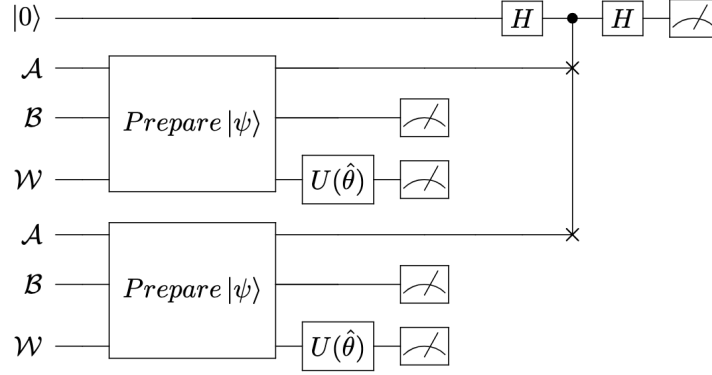 |0⟩ H H
𝒜
ℬ Prepare |ψ⟩
𝒲 U(θ̂)
𝒜
ℬ Prepare |ψ⟩
𝒲 U(θ̂)